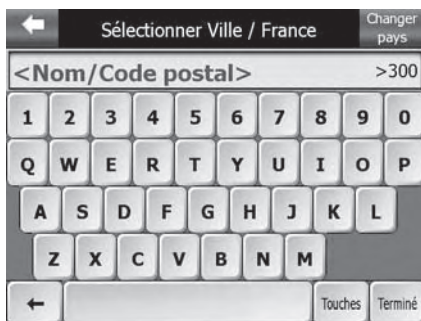 Sélectionner Ville / France
Changer pays
<Nom/Code postal> >300
1 2 3 4 5 6 7 8 9 0
Q W E R T Y U I O P
A S D F G H J K L
Z X C V B N M
Touches Terminé